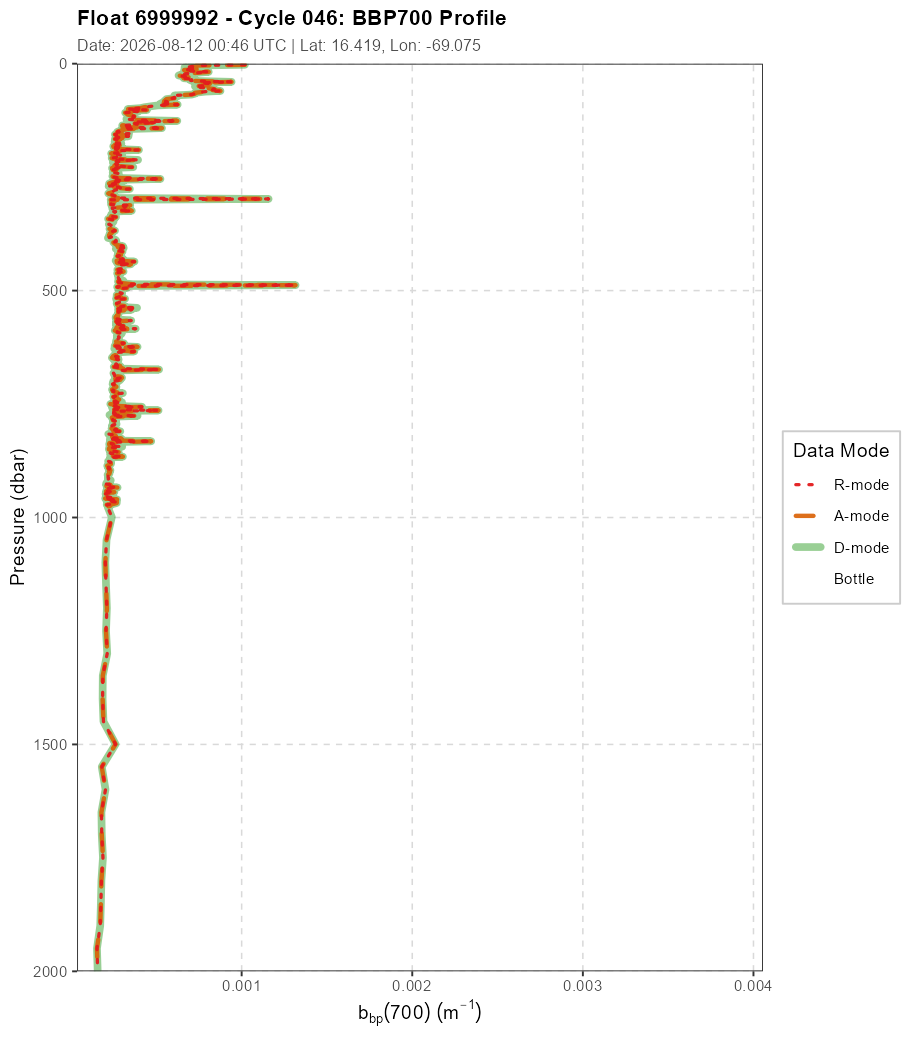 Float 6999992 - Cycle 046: BBP700 Profile
Date: 2026-08-12 00:46 UTC | Lat: 16.419, Lon: -69.075
0
500
1000
1500
2000
Pressure (dbar)
0.001 0.002 0.003 0.004
b_bp(700) (m⁻¹)
Data Mode
R-mode
A-mode
D-mode
Bottle